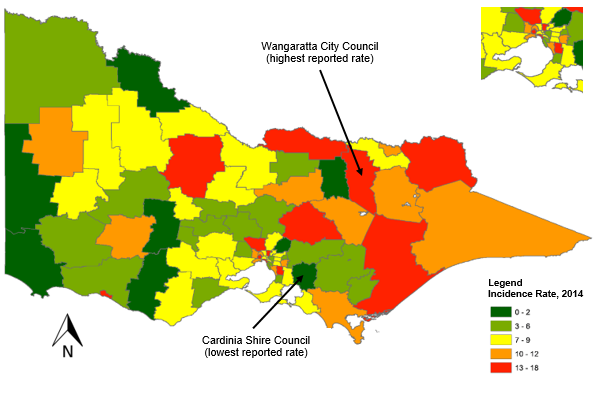 Wangaratta City Council
(highest reported rate)
Cardinia Shire Council
(lowest reported rate)
N
Legend
Incidence Rate, 2014
0 - 2
3 - 6
7 - 9
10 - 12
13 - 18